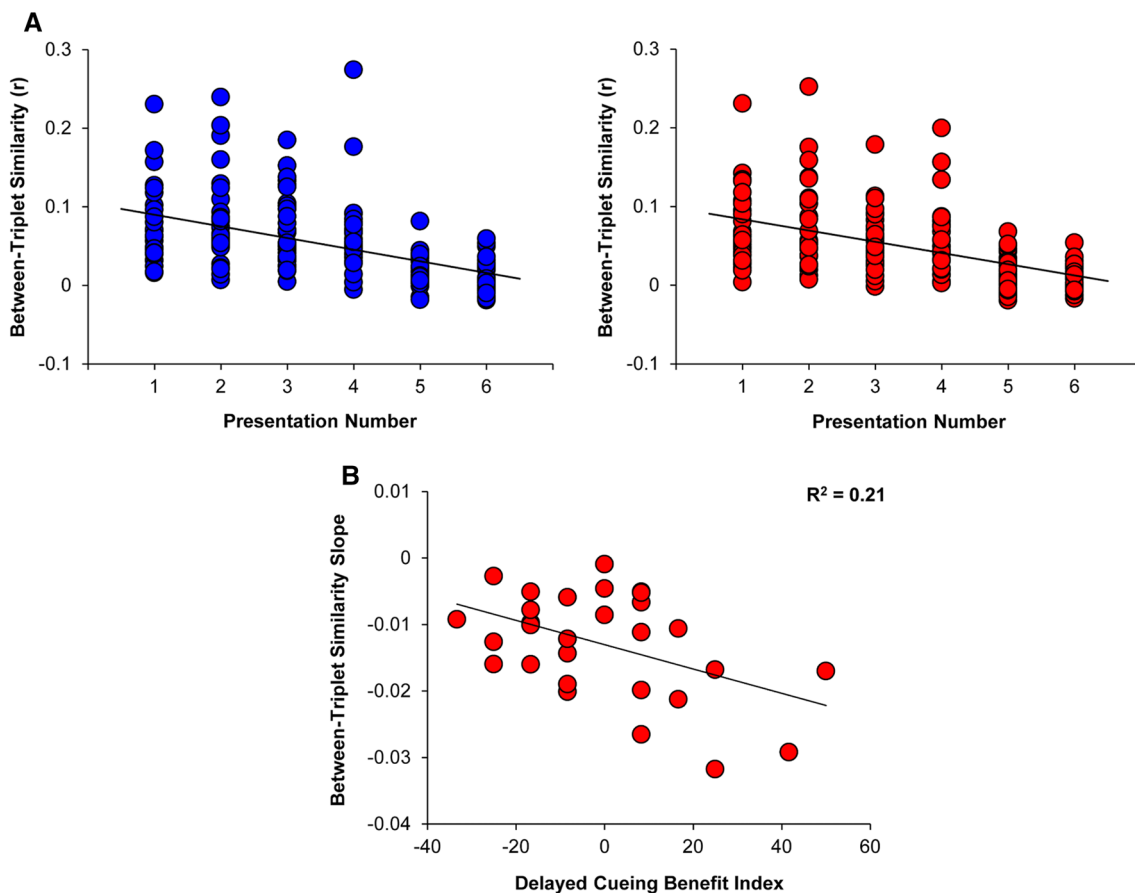 A
0.3
0.2
0.1
0
-0.1
Between-Triplet Similarity (r)
1 2 3 4 5 6
Presentation Number
0.3
0.2
0.1
0
-0.1
Between-Triplet Similarity (r)
1 2 3 4 5 6
Presentation Number
B
R² = 0.21
0.01
0
-0.01
-0.02
-0.03
-0.04
Between-Triplet Similarity Slope
-40 -20 0 20 40 60
Delayed Cueing Benefit Index